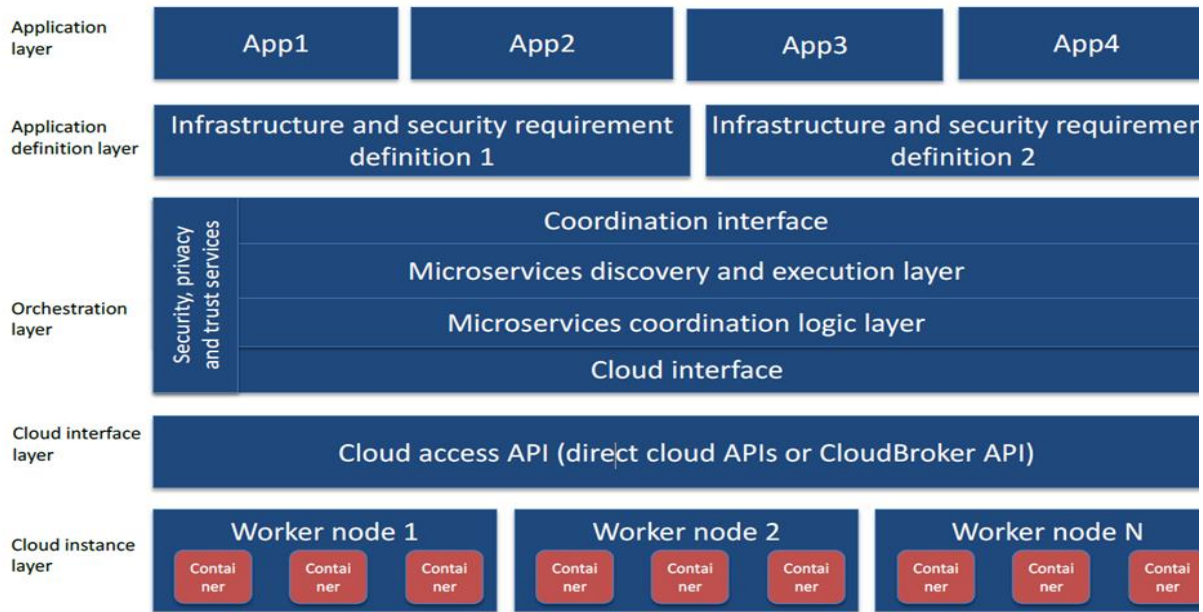 Application
layer
App1
App2
App3
App4
Application
definition layer
Infrastructure and security requirement
definition 1
Infrastructure and security requiremen
definition 2
Orchestration
layer
Security, privacy
and trust services
Coordination interface
Microservices discovery and execution layer
Microservices coordination logic layer
Cloud interface
Cloud interface
layer
Cloud access API (direct cloud APIs or CloudBroker API)
Cloud instance
layer
Worker node 1
Contai
ner
Contai
ner
Contai
ner
Worker node 2
Contai
ner
Contai
ner
Contai
ner
Worker node N
Contai
ner
Contai
ner
Contai
ner